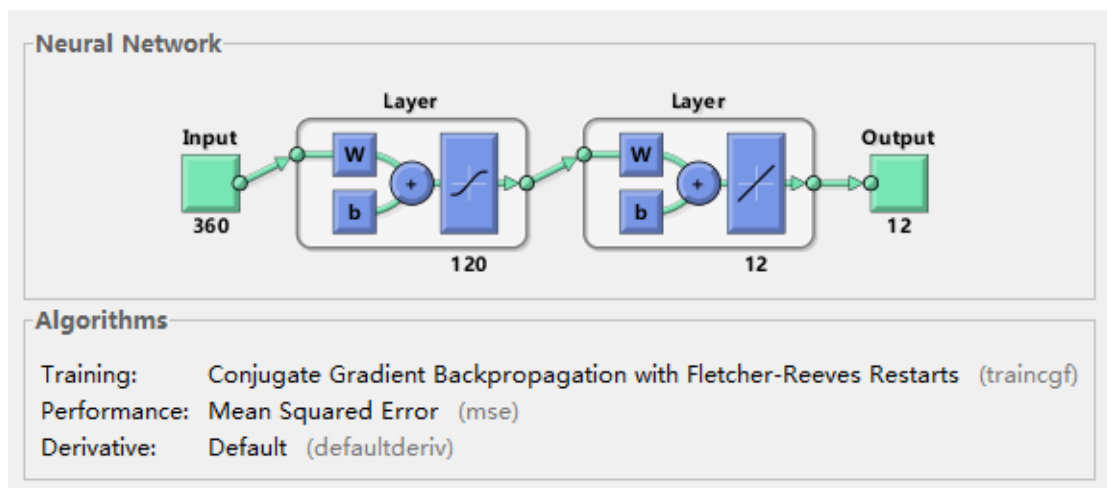 Neural Network
Layer Layer
Input Output
W + W +
b b
360 12
120 12
Algorithms
Training: Conjugate Gradient Backpropagation with Fletcher-Reeves Restarts (traincgf)
Performance: Mean Squared Error (mse)
Derivative: Default (defaultderiv)